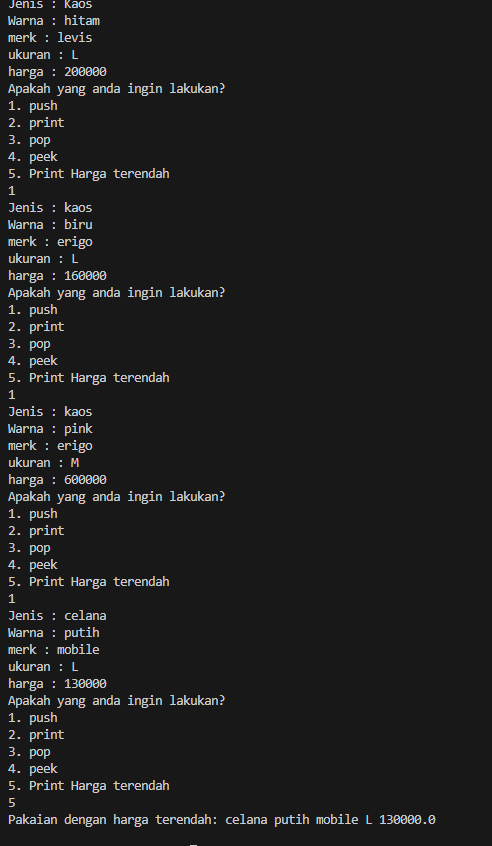 Jenis : Kaos
Warna : hitam
merk : levis
ukuran : L
harga : 200000
Apakah yang anda ingin lakukan?
1. push
2. print
3. pop
4. peek
5. Print Harga terendah
1
Jenis : kaos
Warna : biru
merk : erigo
ukuran : L
harga : 160000
Apakah yang anda ingin lakukan?
1. push
2. print
3. pop
4. peek
5. Print Harga terendah
1
Jenis : kaos
Warna : pink
merk : erigo
ukuran : M
harga : 600000
Apakah yang anda ingin lakukan?
1. push
2. print
3. pop
4. peek
5. Print Harga terendah
1
Jenis : celana
Warna : putih
merk : mobile
ukuran : L
harga : 130000
Apakah yang anda ingin lakukan?
1. push
2. print
3. pop
4. peek
5. Print Harga terendah
5
Pakaian dengan harga terendah: celana putih mobile L 130000.0